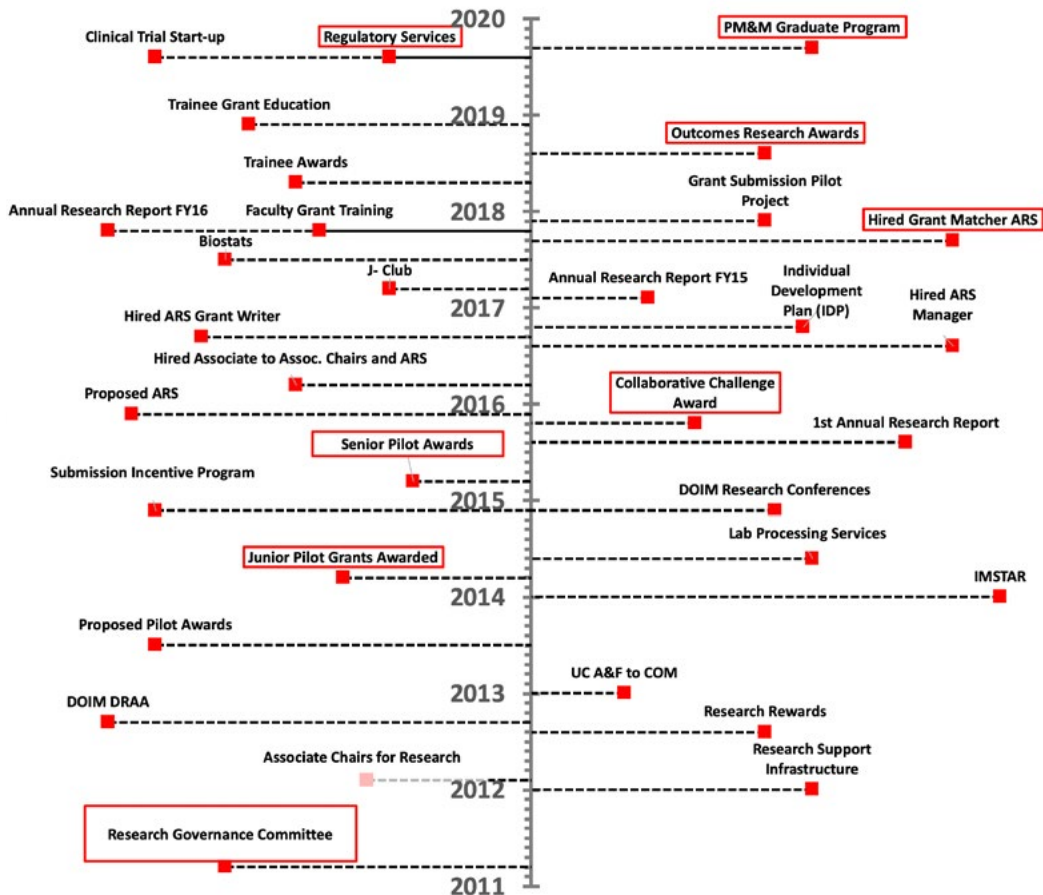 2020
Clinical Trial Start-up
Regulatory Services
PM&M Graduate Program
Trainee Grant Education
2019
Outcomes Research Awards
Trainee Awards
Grant Submission Pilot
Project
2018
Annual Research Report FY16
Faculty Grant Training
Hired Grant Matcher ARS
Biostats
J- Club
Annual Research Report FY15
Individual
Development
Plan (IDP)
Hired ARS
Manager
2017
Hired ARS Grant Writer
Hired Associate to Assoc. Chairs and ARS
Proposed ARS
2016
Collaborative Challenge
Award
1st Annual Research Report
Senior Pilot Awards
Submission Incentive Program
2015
DOIM Research Conferences
Lab Processing Services
Junior Pilot Grants Awarded
IMSTAR
2014
Proposed Pilot Awards
UC A&F to COM
2013
DOIM DRAA
Research Rewards
Associate Chairs for Research
Research Support
Infrastructure
2012
Research Governance Committee
2011